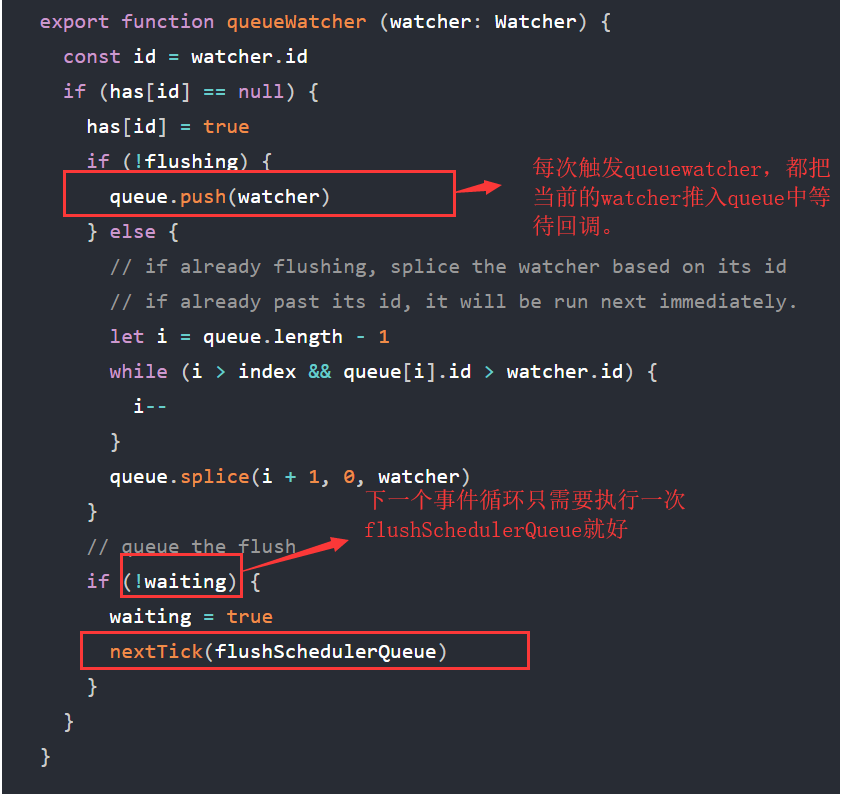 export function queueWatcher (watcher: Watcher) {
  const id = watcher.id
  if (has[id] == null) {
    has[id] = true
    if (!flushing) {
      queue.push(watcher)
每次触发queuewatcher，都把
当前的watcher推入queue中等
待回调。
    } else {
      // if already flushing, splice the watcher based on its id
      // if already past its id, it will be run next immediately.
      let i = queue.length - 1
      while (i > index && queue[i].id > watcher.id) {
        i--
      }
      queue.splice(i + 1, 0, watcher)
下一个事件循环只需要执行一次
flushSchedulerQueue就好
    }
    // queue the flush
    if (!waiting) {
      waiting = true
      nextTick(flushSchedulerQueue)
    }
  }
}